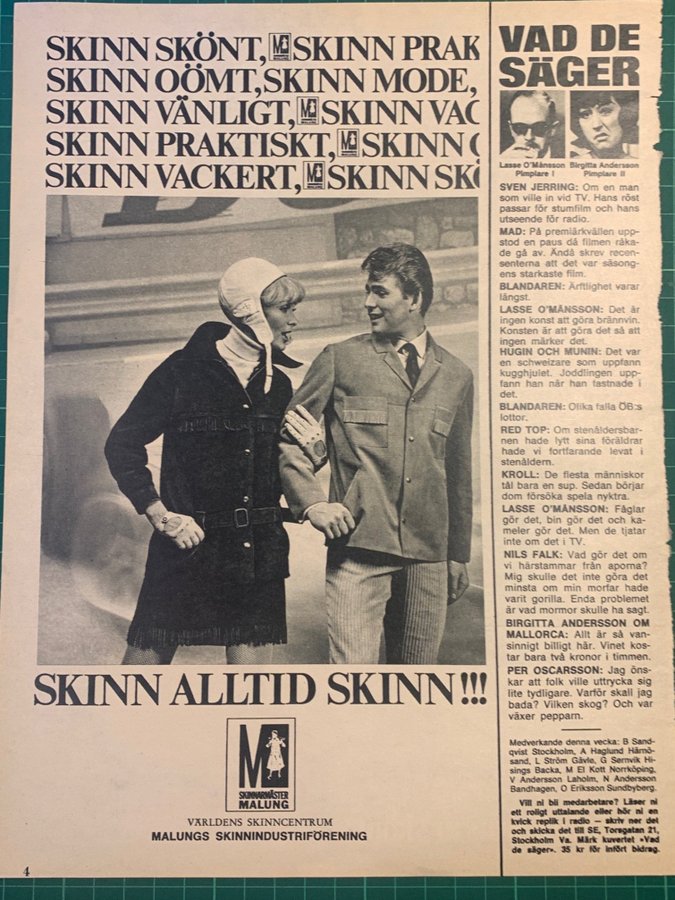 SKINN SKÖNT, M SKINN PRAK
SKINN OÖMT, SKINN MODE,
SKINN VÄNLIGT, M SKINN VAC
SKINN PRAKTISKT, M SKINN
SKINN VACKERT, M SKINN SKÖ
SKINN ALLTID SKINN!!!
M
SKINNARMÄSTER
MALUNG
VÄRLDENS SKINNCENTRUM
MALUNGS SKINNINDUSTRIFÖRENING
4
VAD DE
SÄGER
Lasse O'Månsson Birgitta Andersson
Pimplare I Pimplare II
SVEN JERRING: Om en man
som ville in vid TV. Hans röst
passar för stumfilm och hans
utseende för radio.
MAD: På premiärkvällen upp-
stod en paus då filmen råka-
de gå av. Ändå skrev recen-
senterna att det var säsong-
ens starkaste film.
BLANDAREN: Ärftlighet varar
längst.
LASSE O'MÅNSSON: Det är
ingen konst att göra brännvin.
Konsten är att göra det så att
ingen märker det.
HUGIN OCH MUNIN: Det var
en schweizare som uppfann
kugghjulet. Joddlingen upp-
fann han när han fastnade i
det.
BLANDAREN: Olika falla ÖB:s
lottor.
RED TOP: Om stenåldersbar-
nen hade lytt sina föräldrar
hade vi fortfarande levat i
stenåldern.
KROLL: De flesta människor
tål bara en sup. Sedan börjar
dom försöka spela nyktra.
LASSE O'MÅNSSON: Fåglar
gör det, bin gör det och ka-
meler gör det. Men de tjatar
inte om det i TV.
NILS FALK: Vad gör det om
vi härstammar från aporna?
Mig skulle det inte göra det
minsta om min morfar hade
varit gorilla. Enda problemet
är vad mormor skulle ha sagt.
BIRGITTA ANDERSSON OM
MALLORCA: Allt är så van-
sinnigt billigt här. Vinet kos-
tar bara två kronor i timmen.
PER OSCARSSON: Jag öns-
kar att folk ville uttrycka sig
lite tydligare. Varför skall jag
bada? Vilken skog? Och var
växer pepparn.
Medverkande denna vecka: B Sand-
qvist Stockholm, A Haglund Härnö-
sand, L Ström Gävle, G Sernvik Hi-
sings Backa, M El Kott Norrköping,
V Andersson Laholm, N Andersson
Bandhagen, O Eriksson Sundbyberg.
Vill ni bli medarbetare? Läser ni
ett roligt uttalande eller hör ni en
kvick replik i radio — skriv ner det
och skicka det till SE, Torsgatan 21,
Stockholm Va. Märk kuvertet »Vad
de säger». 35 kr för infört bidrag.